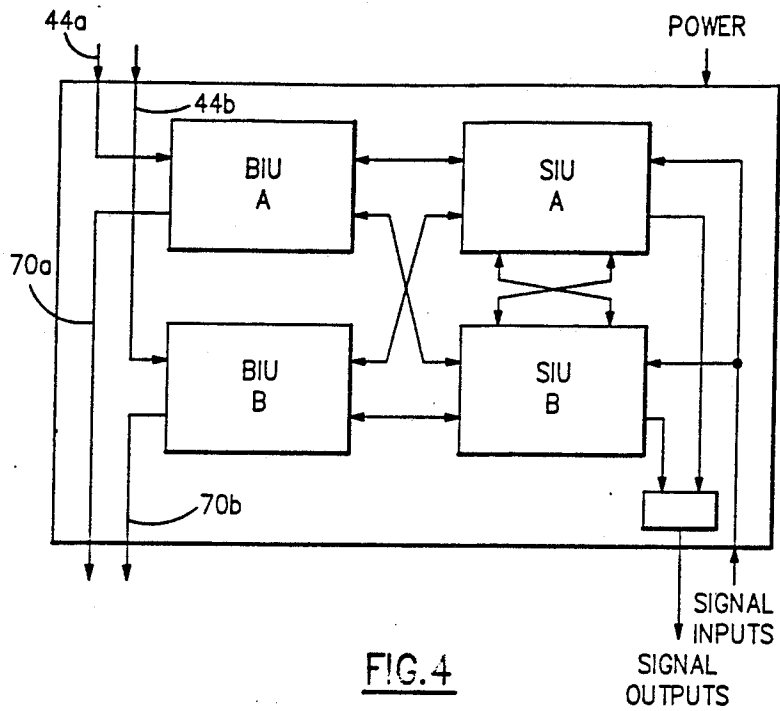 44a
POWER
44b
BIU
A
SIU
A
70a
BIU
B
SIU
B
70b
SIGNAL
INPUTS
SIGNAL
OUTPUTS
FIG. 4